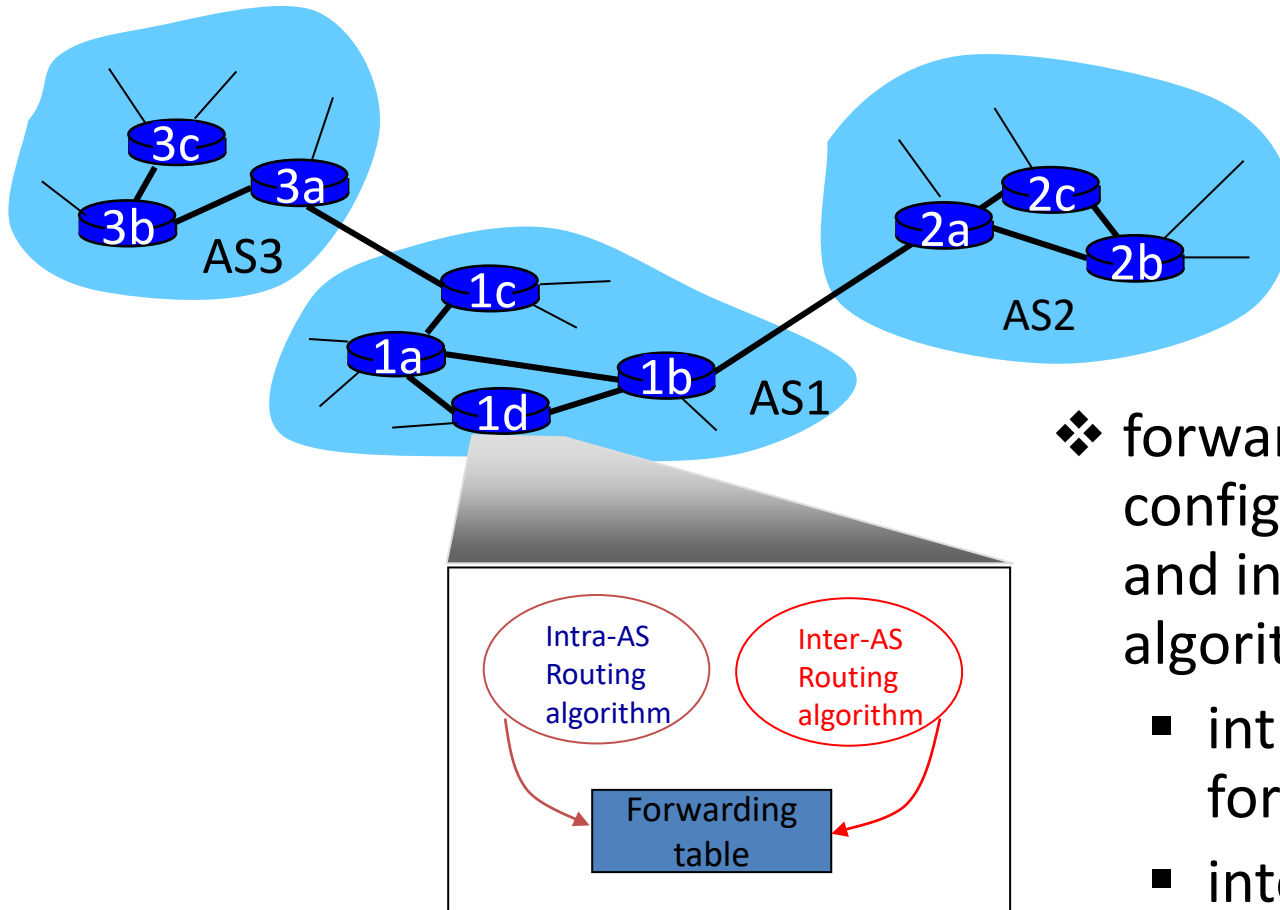 3c
3a
3b
AS3
2c
2a
2b
AS2
1c
1a
1b
AS1
1d
Intra-AS
Routing
algorithm
Inter-AS
Routing
algorithm
Forwarding
table
❖ forwar
config
and in
algorit
▪ int
for
▪ inte